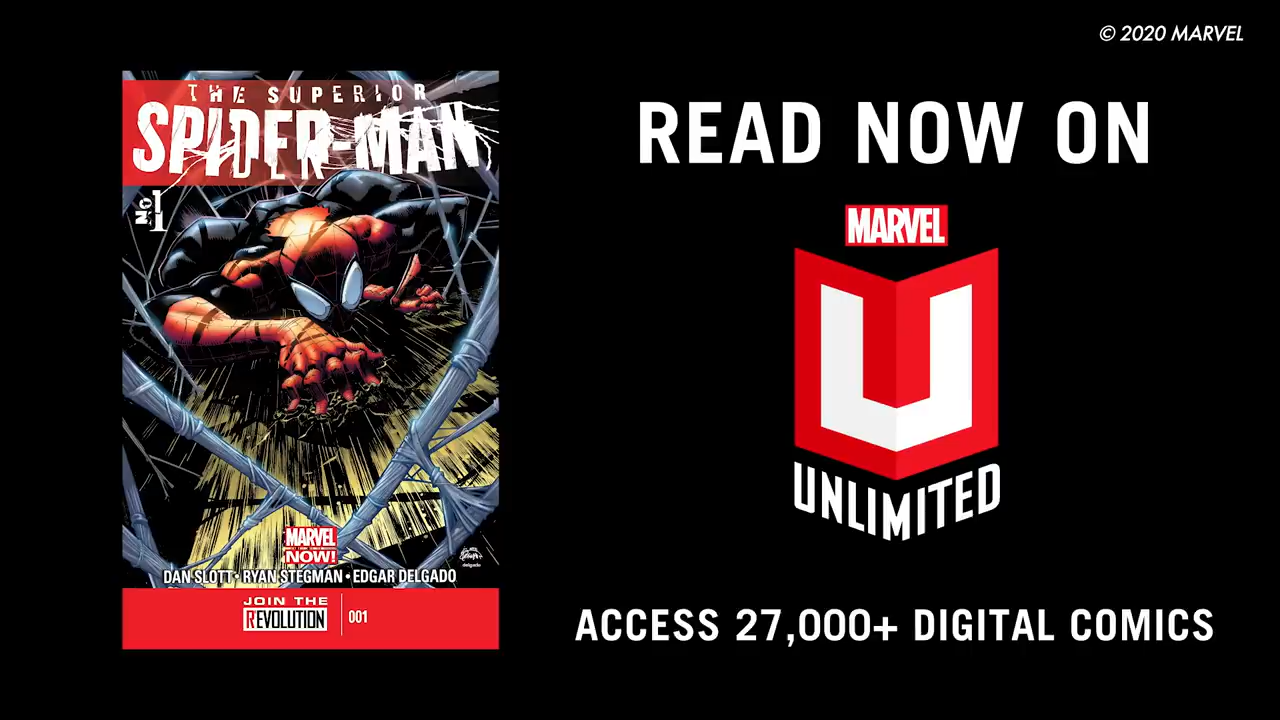 © 2020 MARVEL
THE SUPERIOR
SPIDER-MAN
NO. 1
MARVEL
NOW!
DAN SLOTT • RYAN STEGMAN • EDGAR DELGADO
JOIN THE
REVOLUTION
001
READ NOW ON
MARVEL
U
UNLIMITED
ACCESS 27,000+ DIGITAL COMICS
delgado